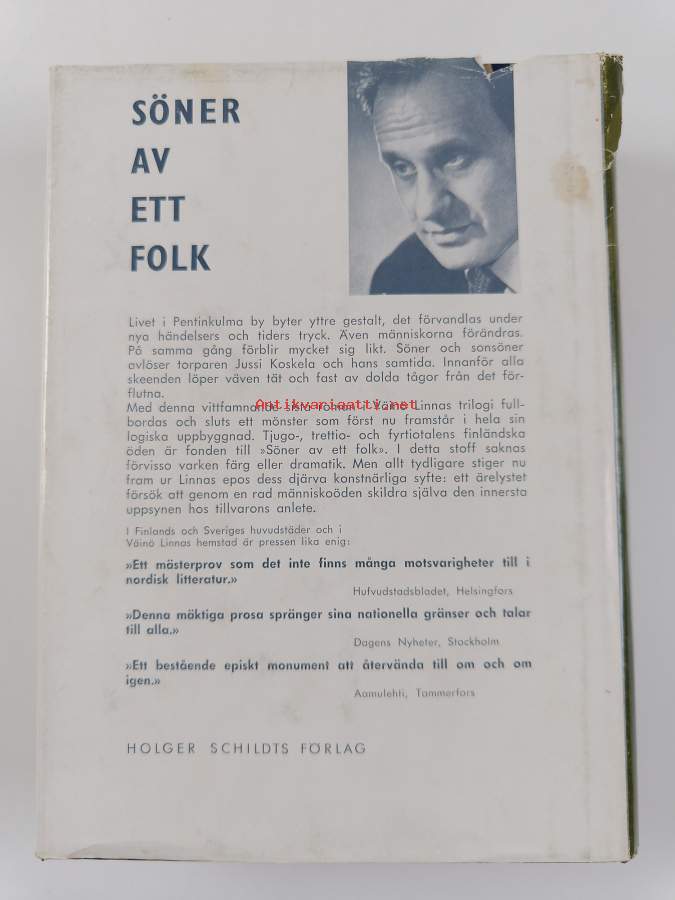 SÖNER
AV
ETT
FOLK
Livet i Pentinkulma by byter yttre gestalt, det förvandlas under
nya händelsers och tiders tryck. Även människorna förändras.
På samma gång förblir mycket sig likt. Söner och sonsöner
avlöser torparen Jussi Koskela och hans samtida. Innanför alla
skeenden löper väven tät och fast av dolda tågor från det för-
flutna.
Antikvariaatti.net
Med denna vittfamnande sista roman i Väinö Linnas trilogi full-
bordas och sluts ett mönster som först nu framstår i hela sin
logiska uppbyggnad. Tjugo-, trettio- och fyrtiotalens finländska
öden är fonden till »Söner av ett folk». I detta stoff saknas
förvisso varken färg eller dramatik. Men allt tydligare stiger nu
fram ur Linnas epos dess djärva konstnärliga syfte: ett ärelystet
försök att genom en rad människoöden skildra själva den innersta
uppsynen hos tillvarons anlete.
I Finlands och Sveriges huvudstäder och i
Väinö Linnas hemstad är pressen lika enig:
»Ett mästerprov som det inte finns många motsvarigheter till i
nordisk litteratur.»
Hufvudstadsbladet, Helsingfors
»Denna mäktiga prosa spränger sina nationella gränser och talar
till alla.»
Dagens Nyheter, Stockholm
»Ett bestående episkt monument att återvända till om och om
igen.»
Aamulehti, Tammerfors
HOLGER SCHILDTS FÖRLAG